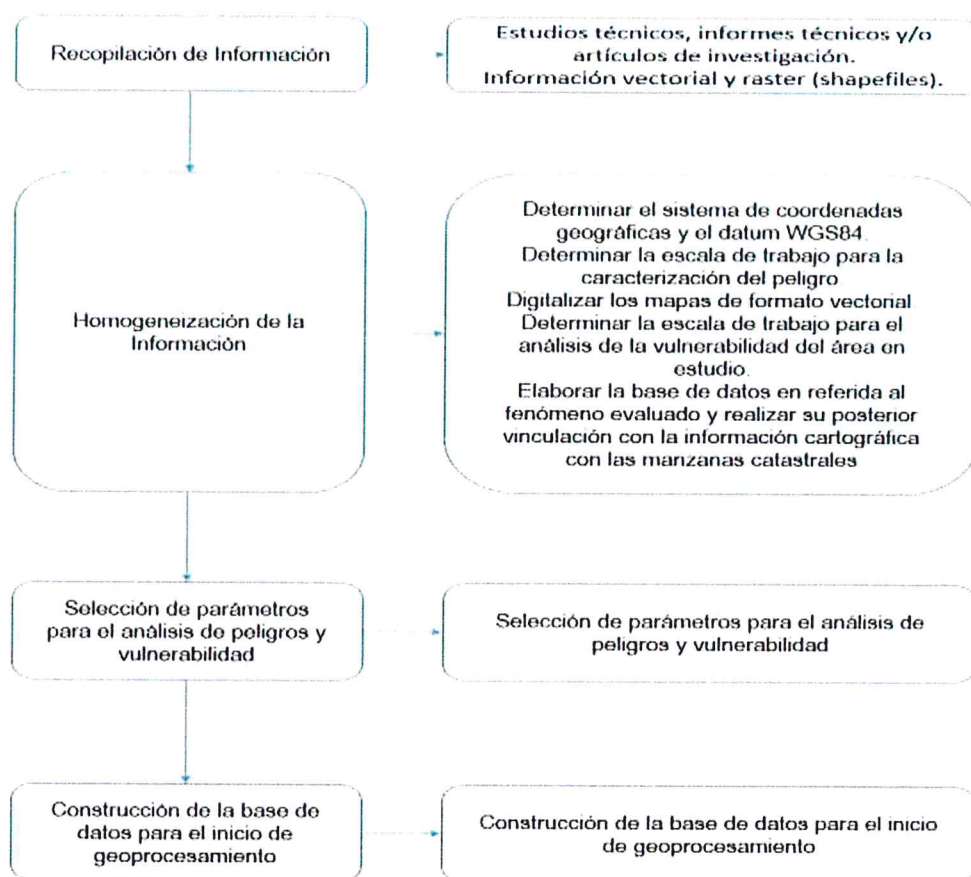 Recopilación de Información
Estudios técnicos, informes técnicos y/o
artículos de investigación.
Información vectorial y raster (shapefiles).
Homogeneización de la
Información
Determinar el sistema de coordenadas
geográficas y el datum WGS84.
Determinar la escala de trabajo para la
caracterización del peligro
Digitalizar los mapas de formato vectorial
Determinar la escala de trabajo para el
análisis de la vulnerabilidad del área en
estudio.
Elaborar la base de datos en referida al
fenómeno evaluado y realizar su posterior
vinculación con la información cartográfica
con las manzanas catastrales
Selección de parámetros
para el análisis de peligros y
vulnerabilidad
Selección de parámetros para el análisis de
peligros y vulnerabilidad
Construcción de la base de
datos para el inicio de
geoprocesamiento
Construcción de la base de datos para el inicio
de geoprocesamiento